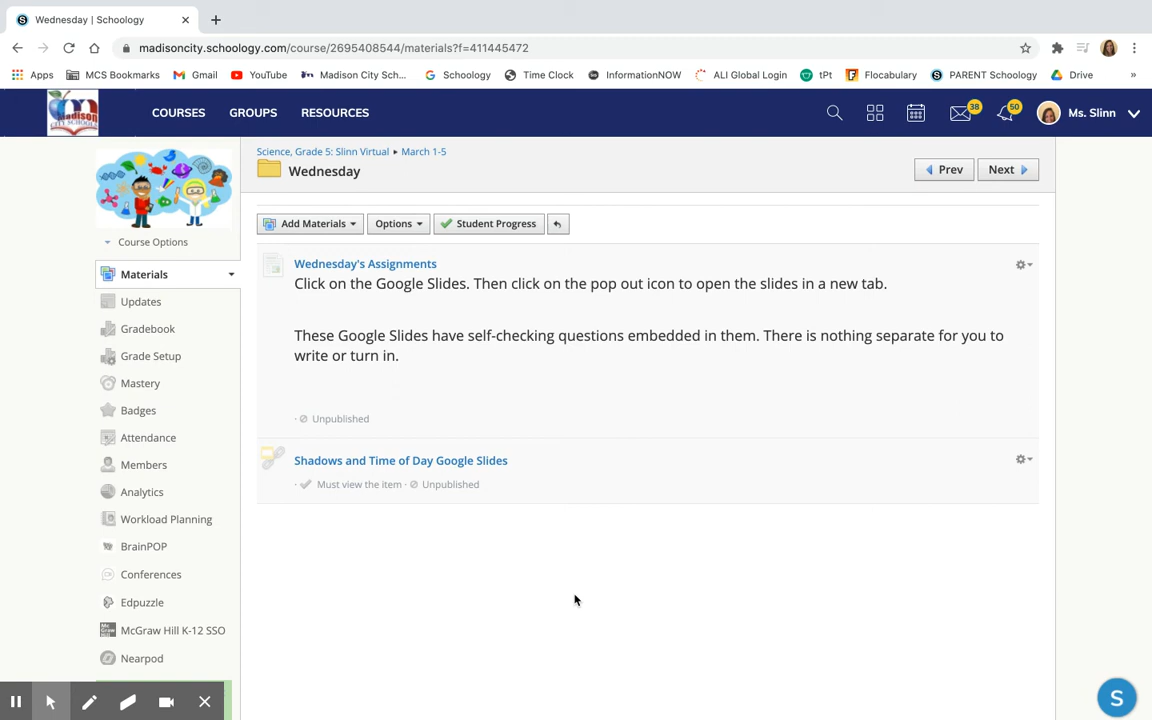 Wednesday | Schoology
madisoncity.schoology.com/course/2695408544/materials?f=411445472
Apps MCS Bookmarks Gmail YouTube Madison City Sch... Schoology Time Clock InformationNOW ALI Global Login tPt Flocabulary PARENT Schoology Drive »
Madison
CITY SCHOOLS
COURSES GROUPS RESOURCES 38 50 Ms. Slinn
Science, Grade 5: Slinn Virtual ▸ March 1-5
Wednesday
Prev Next
Add Materials Options Student Progress
Course Options
Materials
Updates
Gradebook
Grade Setup
Mastery
Badges
Attendance
Members
Analytics
Workload Planning
BrainPOP
Conferences
Edpuzzle
McGraw Hill K-12 SSO
Nearpod
Wednesday's Assignments
Click on the Google Slides. Then click on the pop out icon to open the slides in a new tab.
These Google Slides have self-checking questions embedded in them. There is nothing separate for you to
write or turn in.
· Unpublished
Shadows and Time of Day Google Slides
· Must view the item · Unpublished
S